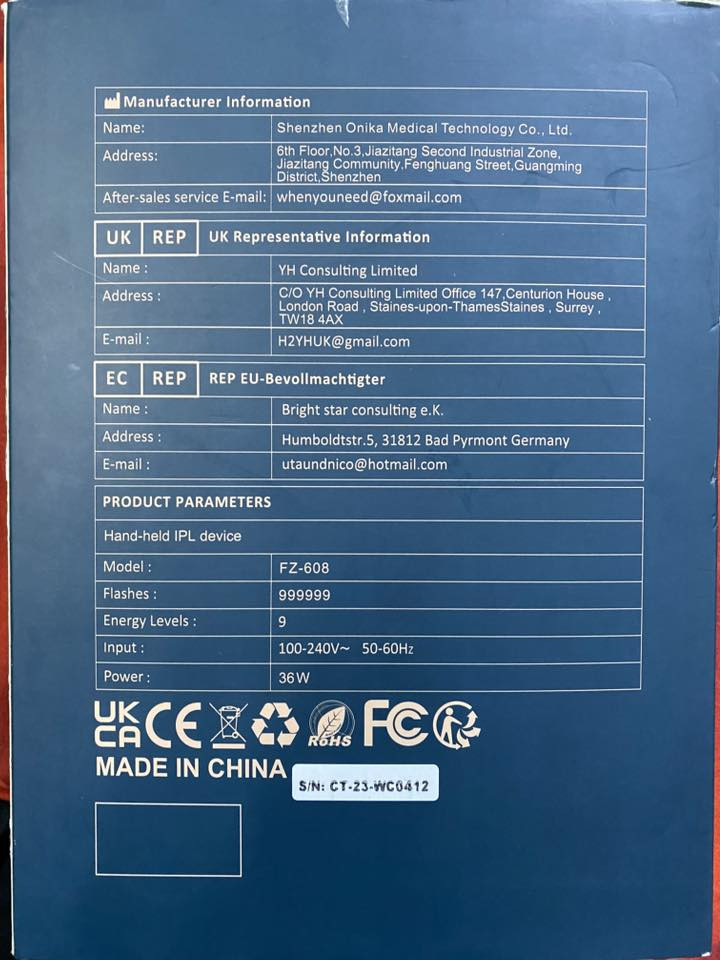 Manufacturer Information
Name: Shenzhen Onika Medical Technology Co., Ltd.
Address: 6th Floor,No.3,Jiazitang Second Industrial Zone,
Jiazitang Community,Fenghuang Street,Guangming
District,Shenzhen
After-sales service E-mail: whenyouneed@foxmail.com
UK REP UK Representative Information
Name : YH Consulting Limited
Address : C/O YH Consulting Limited Office 147,Centurion House ,
London Road , Staines-upon-ThamesStaines , Surrey ,
TW18 4AX
E-mail : H2YHUK@gmail.com
EC REP REP EU-Bevollmachtigter
Name : Bright star consulting e.K.
Address : Humboldtstr.5, 31812 Bad Pyrmont Germany
E-mail : utaundnico@hotmail.com
PRODUCT PARAMETERS
Hand-held IPL device
Model : FZ-608
Flashes : 999999
Energy Levels : 9
Input : 100-240V~ 50-60Hz
Power : 36W
UK
CA CE RoHS FC
MADE IN CHINA
S/N: CT-23-WC0412